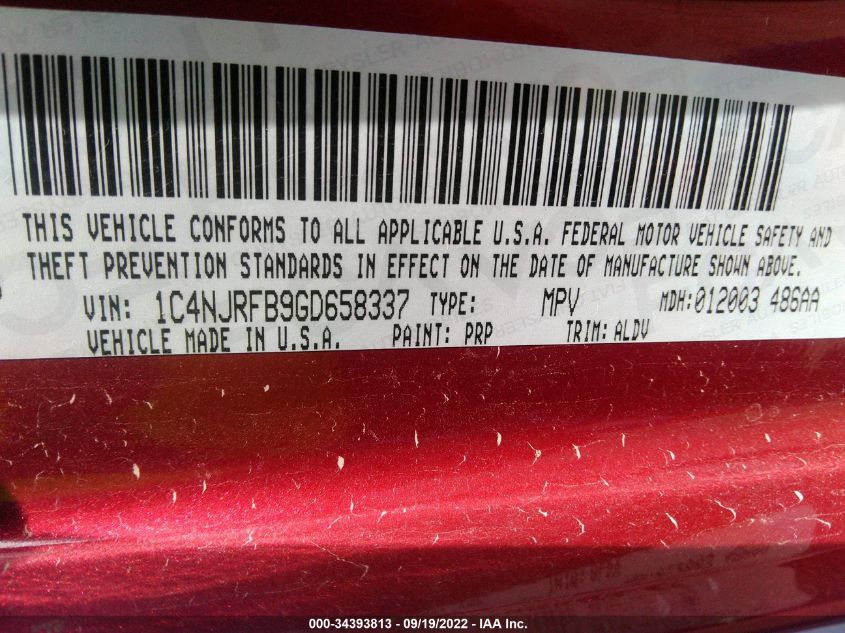 THIS VEHICLE CONFORMS TO ALL APPLICABLE U.S.A. FEDERAL MOTOR VEHICLE SAFETY AND
THEFT PREVENTION STANDARDS IN EFFECT ON THE DATE OF MANUFACTURE SHOWN ABOVE.
VIN: 1C4NJRFB9GD658337 TYPE: MPV MDH:012003 486AA
VEHICLE MADE IN U.S.A. PAINT: PRP TRIM: ALDV
000-34393813 - 09/19/2022 - IAA Inc.